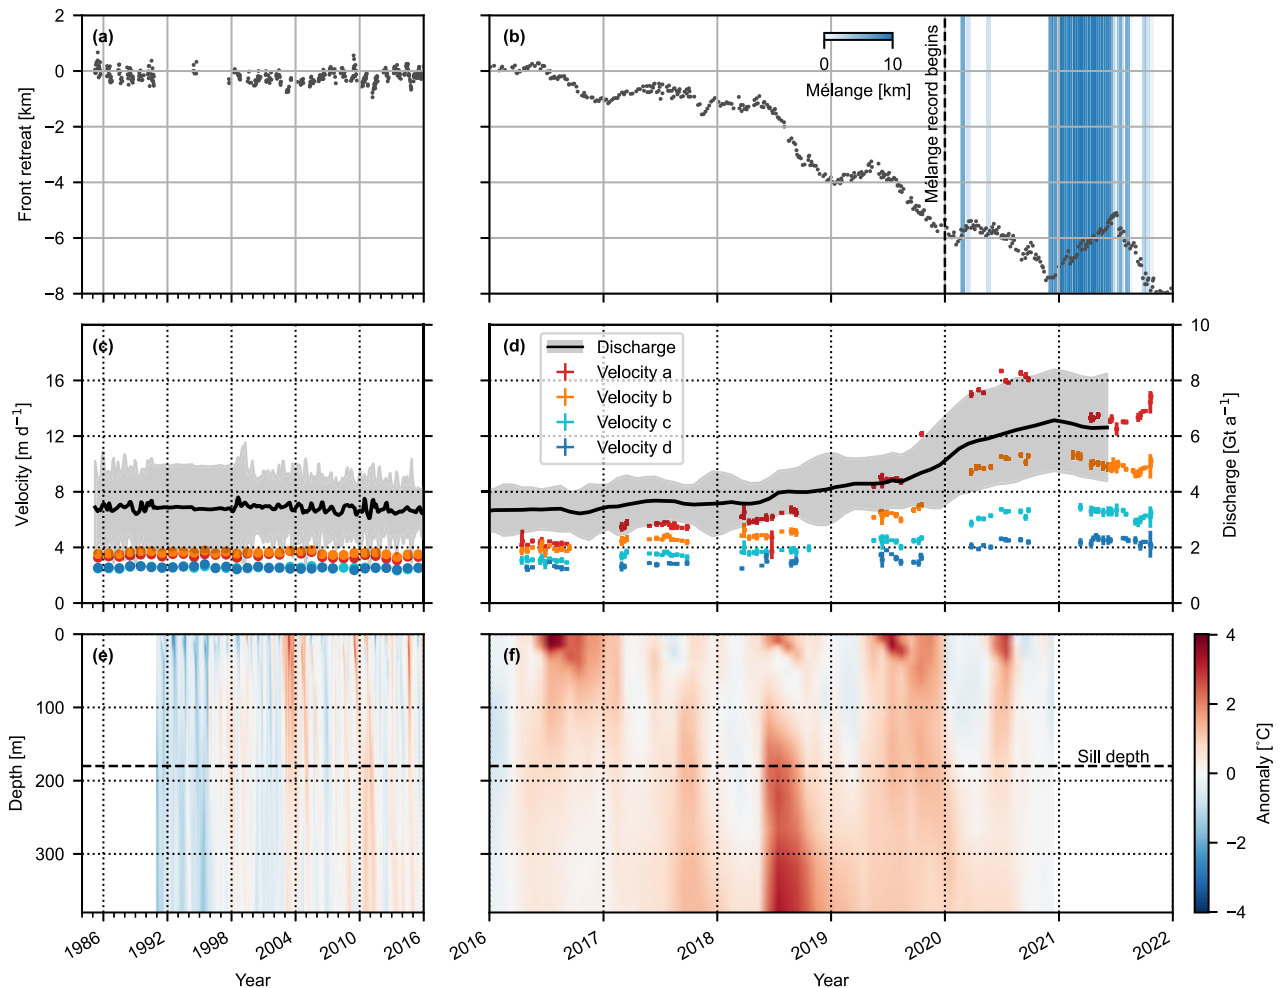 (a)
2
0
−2
−4
−6
−8
Front retreat [km]
(b)
0
10
Mélange [km]
Mélange record begins
(c)
16
12
8
4
0
Velocity [m d⁻¹]
(d)
Discharge
Velocity a
Velocity b
Velocity c
Velocity d
10
8
6
4
2
0
Discharge [Gt a⁻¹]
(e)
0
100
200
300
Depth [m]
(f)
Sill depth
4
2
0
−2
−4
Anomaly [°C]
1986
1992
1998
2004
2010
2016
Year
2016
2017
2018
2019
2020
2021
2022
Year